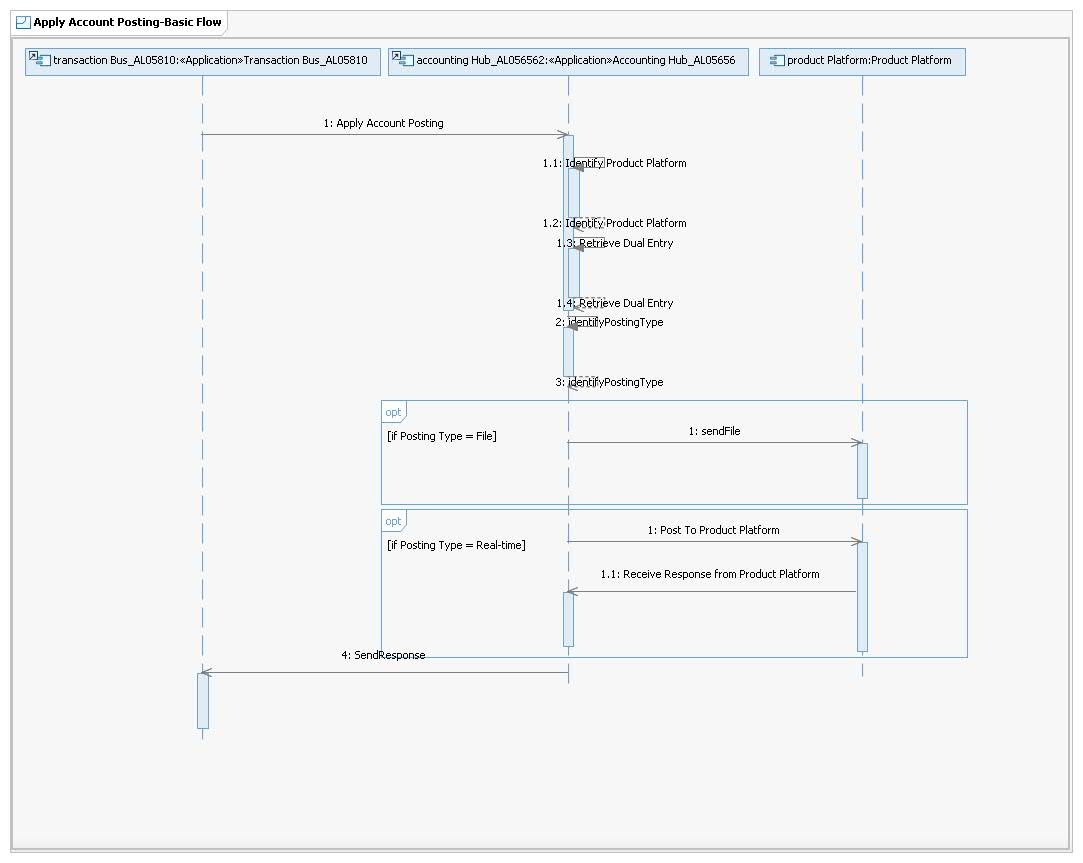 Apply Account Posting-Basic Flow
transaction Bus_AL05810:«Application»Transaction Bus_AL05810
accounting Hub_AL056562:«Application»Accounting Hub_AL05656
product Platform:Product Platform
1: Apply Account Posting
1.1: Identify Product Platform
1.2: Identify Product Platform
1.3: Retrieve Dual Entry
1.4: Retrieve Dual Entry
2: identifyPostingType
3: identifyPostingType
opt
[if Posting Type = File]
1: sendFile
opt
[if Posting Type = Real-time]
1: Post To Product Platform
1.1: Receive Response from Product Platform
4: SendResponse